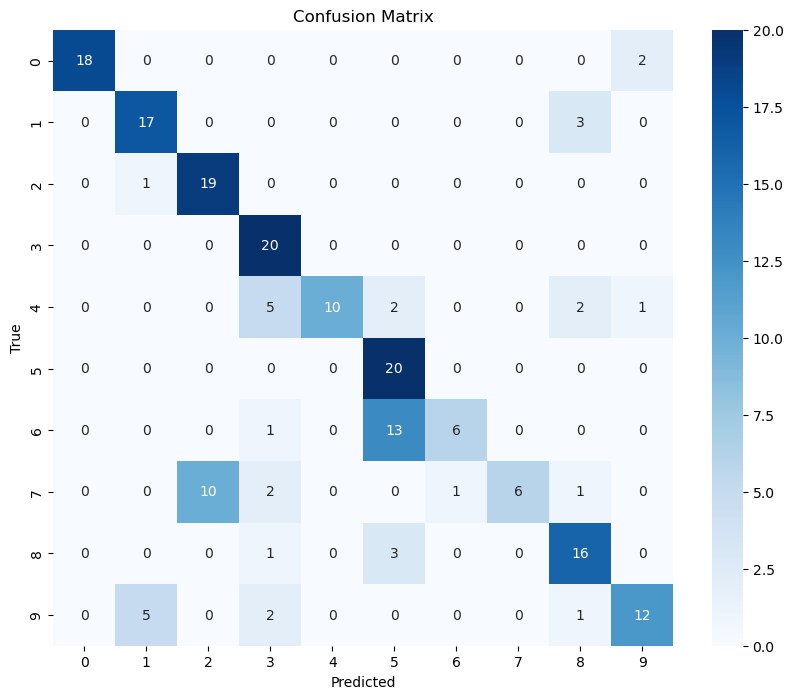 Confusion Matrix
0 18 0 0 0 0 0 0 0 0 2
1 0 17 0 0 0 0 0 0 3 0
2 0 1 19 0 0 0 0 0 0 0
3 0 0 0 20 0 0 0 0 0 0
4 0 0 0 5 10 2 0 0 2 1
5 0 0 0 0 0 20 0 0 0 0
6 0 0 0 1 0 13 6 0 0 0
7 0 0 10 2 0 0 1 6 1 0
8 0 0 0 1 0 3 0 0 16 0
9 0 5 0 2 0 0 0 0 1 12
0 1 2 3 4 5 6 7 8 9
Predicted
True
20.0
17.5
15.0
12.5
10.0
7.5
5.0
2.5
0.0